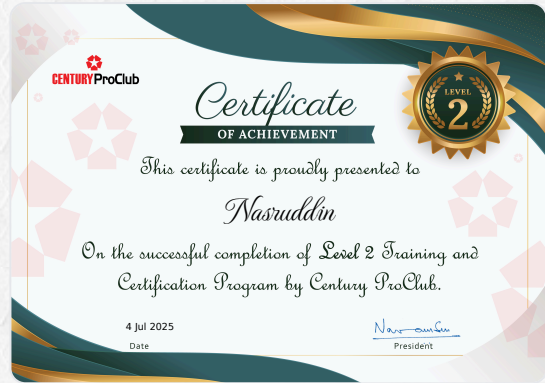 CENTURY ProClub
Certificate
OF ACHIEVEMENT
LEVEL
2
This certificate is proudly presented to
Nasruddin
On the successful completion of Level 2 Training and
Certification Program by Century ProClub.
4 Jul 2025
Date
President